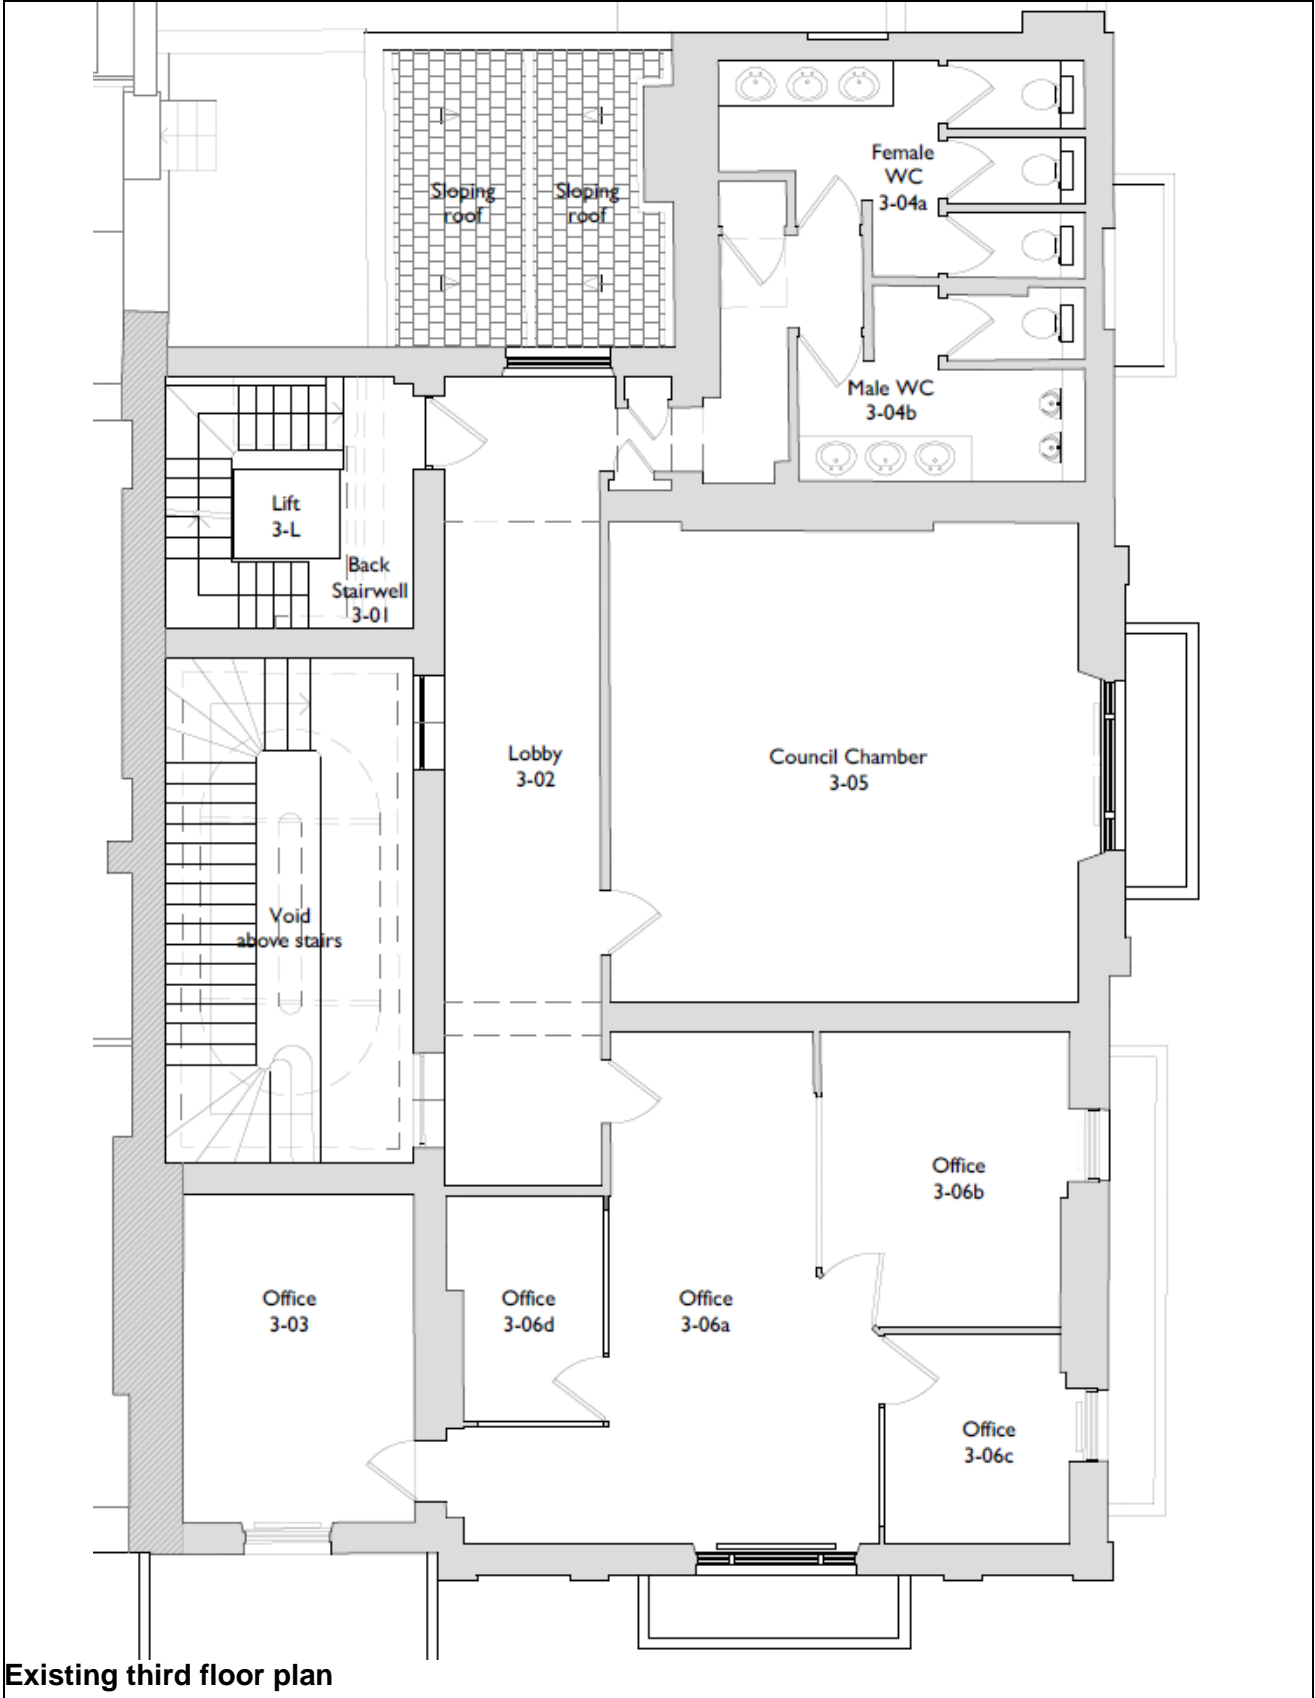 Sloping
roof
Sloping
roof
Female
WC
3-04a
Male WC
3-04b
Lift
3-L
Back
Stairwell
3-01
Lobby
3-02
Council Chamber
3-05
Void
above stairs
Office
3-06b
Office
3-03
Office
3-06d
Office
3-06a
Office
3-06c
Existing third floor plan